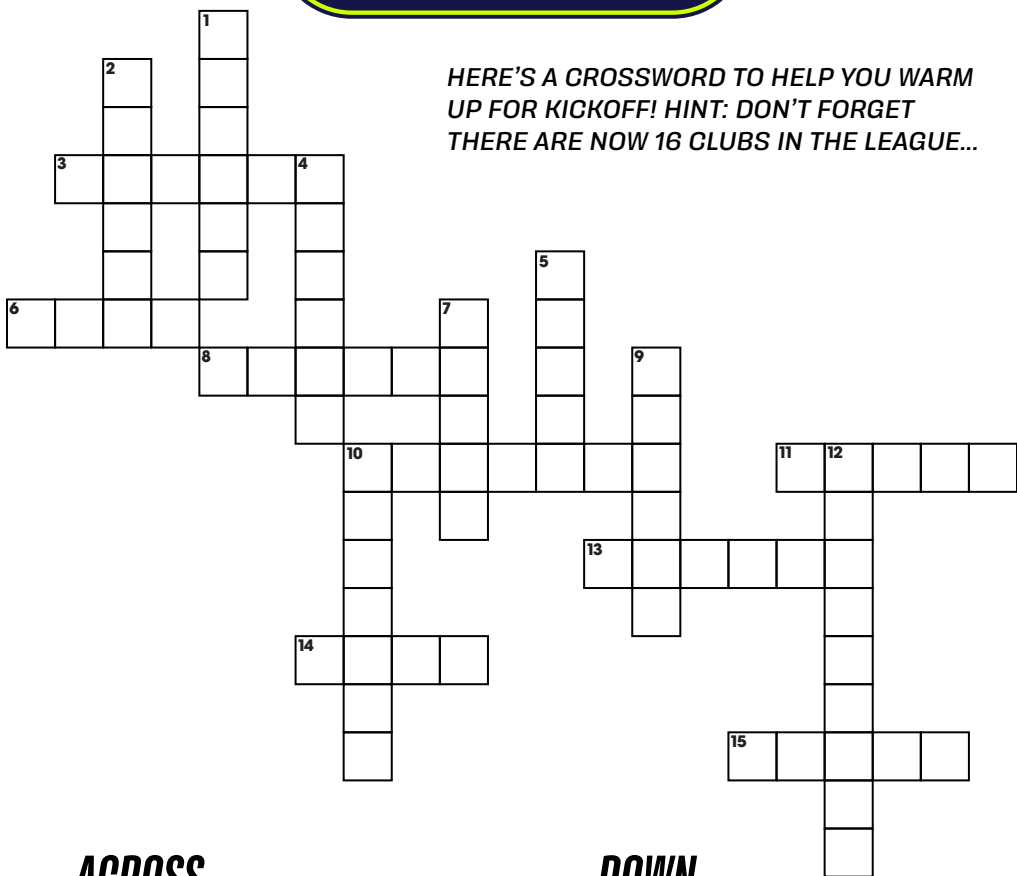 1
2
HERE'S A CROSSWORD TO HELP YOU WARM
UP FOR KICKOFF! HINT: DON'T FORGET
THERE ARE NOW 16 CLUBS IN THE LEAGUE...
3 4
5
6 7
8 9
10 11 12
13
14
15
ACROSS DOWN